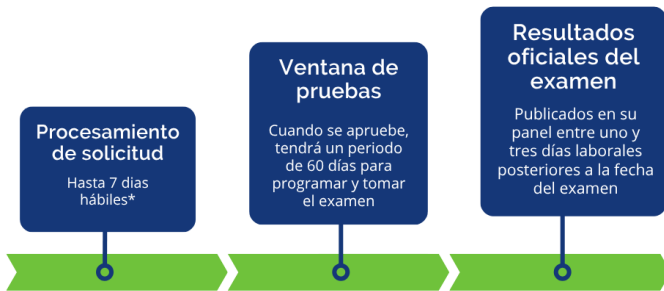 Procesamiento
de solicitud
Hasta 7 dias
hábiles*
Ventana de
pruebas
Cuando se apruebe,
tendrá un periodo
de 60 días para
programar y tomar
el examen
Resultados
oficiales del
examen
Publicados en su
panel entre uno y
tres días laborales
posteriores a la fecha
del examen